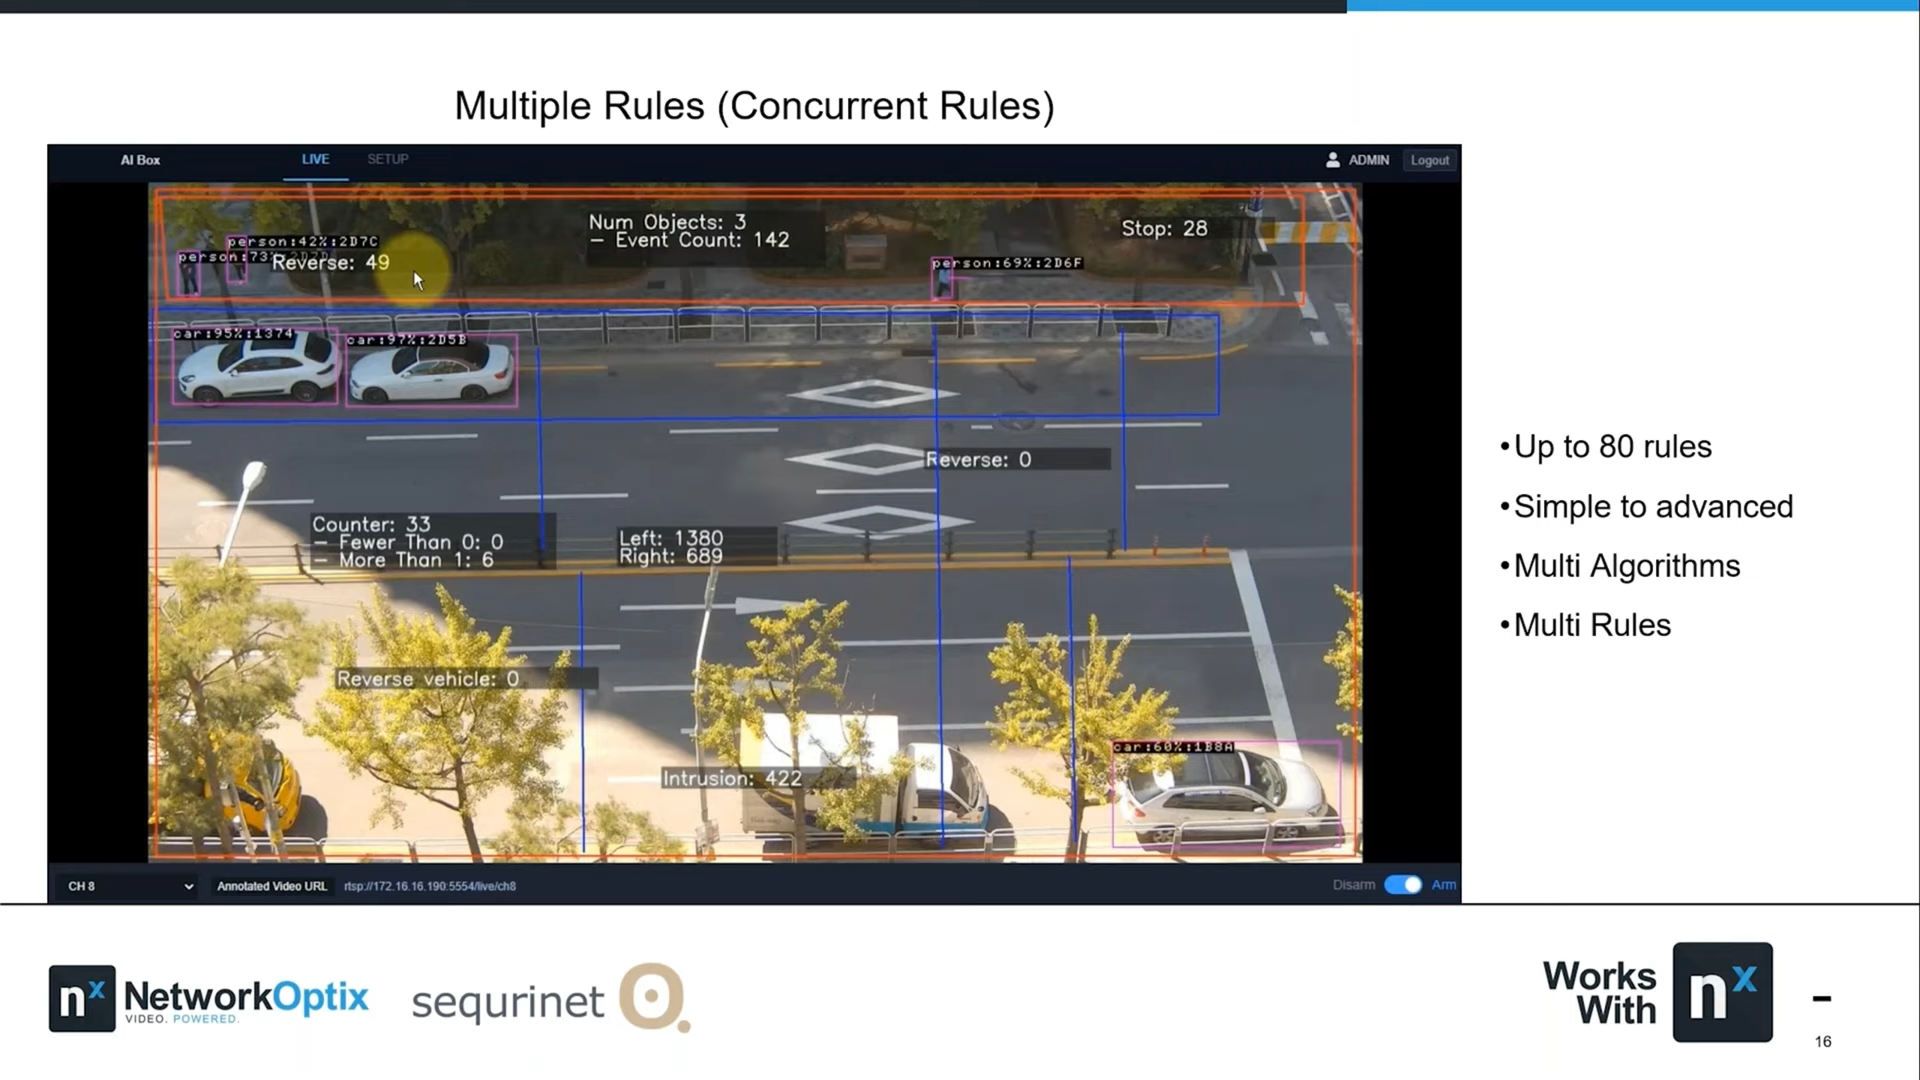 Multiple Rules (Concurrent Rules)
AI Box
LIVE
SETUP
ADMIN
Logout
Num Objects: 3
- Event Count: 142
Stop: 28
person:42%:2D7C
person:73%
Reverse: 49
person:69%:2D6F
car:95%:1374
car:97%:2D5B
Reverse: 0
Counter: 33
- Fewer Than 0: 0
- More Than 1: 6
Left: 1380
Right: 689
Reverse vehicle: 0
Intrusion: 422
car:60%:1B8A
CH 8
Annotated Video URL
rtsp://172.16.16.190:5554/live/ch8
Disarm
Arm
•Up to 80 rules
•Simple to advanced
•Multi Algorithms
•Multi Rules
nx NetworkOptix
VIDEO. POWERED.
sequrinet
Works
With
nx
16